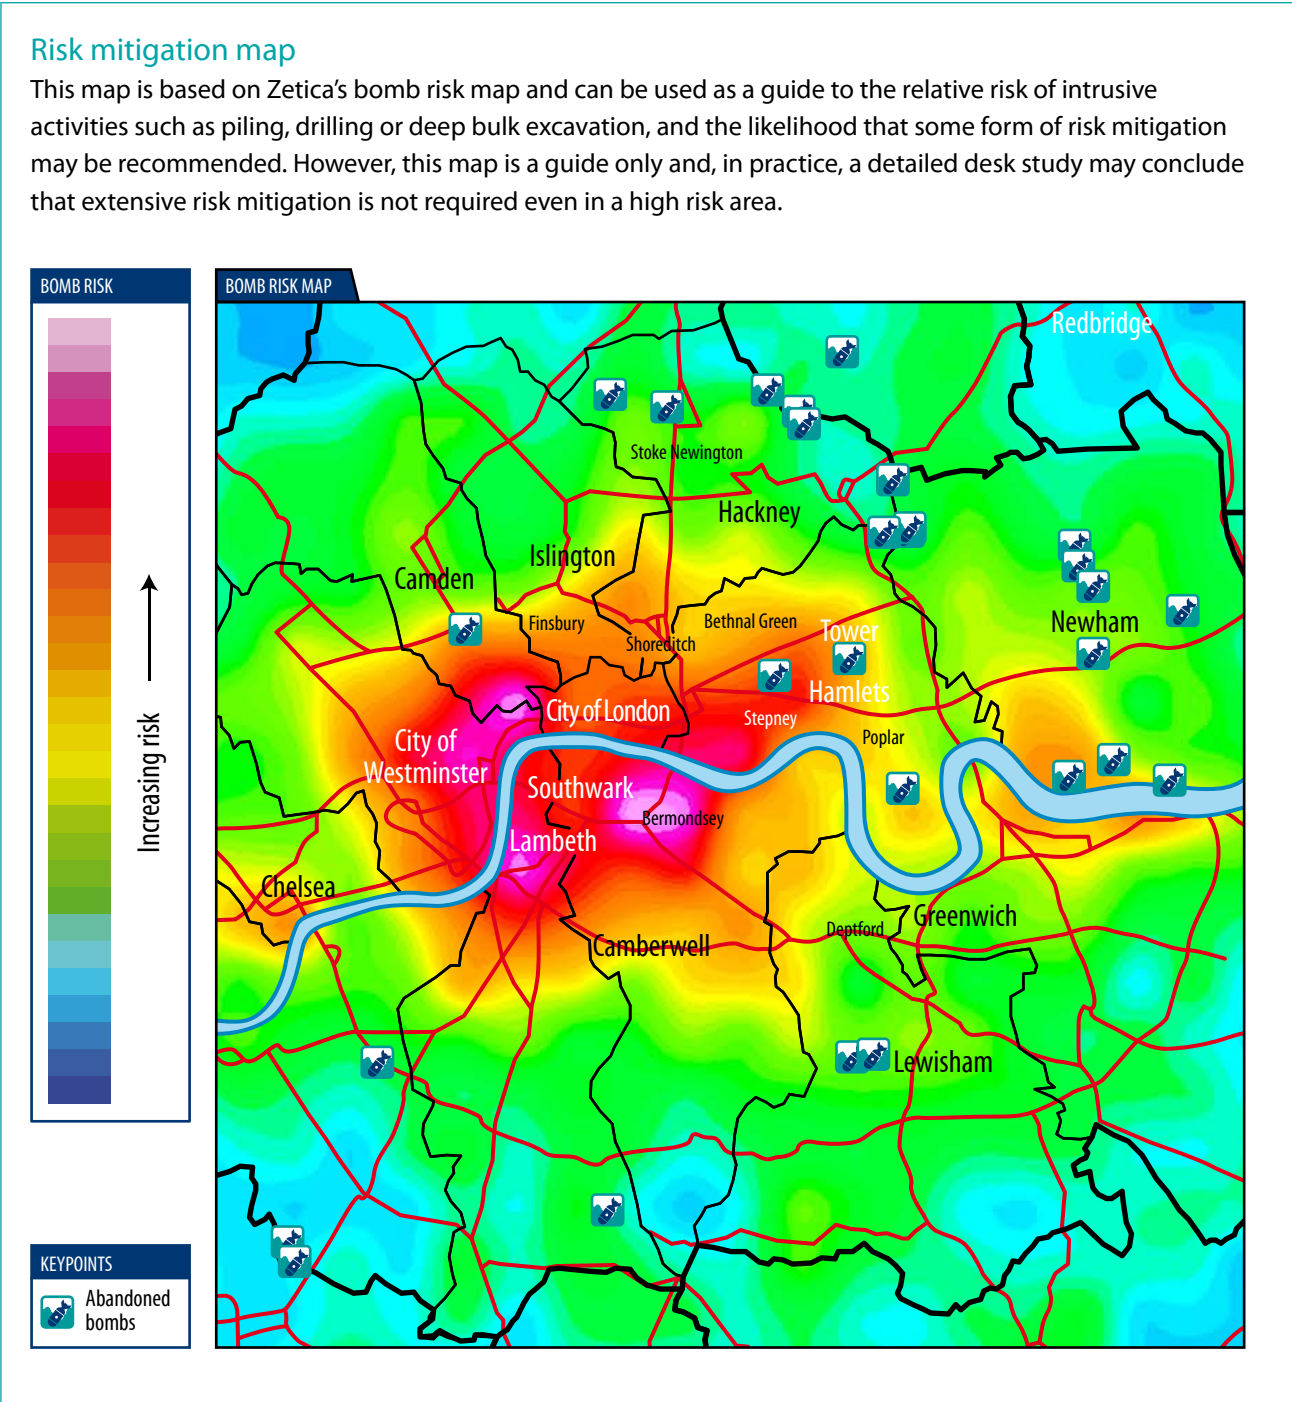 Risk mitigation map
This map is based on Zetica's bomb risk map and can be used as a guide to the relative risk of intrusive
activities such as piling, drilling or deep bulk excavation, and the likelihood that some form of risk mitigation
may be recommended. However, this map is a guide only and, in practice, a detailed desk study may conclude
that extensive risk mitigation is not required even in a high risk area.
BOMB RISK
Increasing risk
BOMB RISK MAP
Redbridge
Stoke Newington
Hackney
Islington
Camden
Newham
Finsbury
Bethnal Green
Shoreditch
Tower
Hamlets
City of London
Stepney
City of
Westminster
Poplar
Southwark
Bermondsey
Lambeth
Chelsea
Greenwich
Deptford
Camberwell
Lewisham
KEYPOINTS
Abandoned
bombs